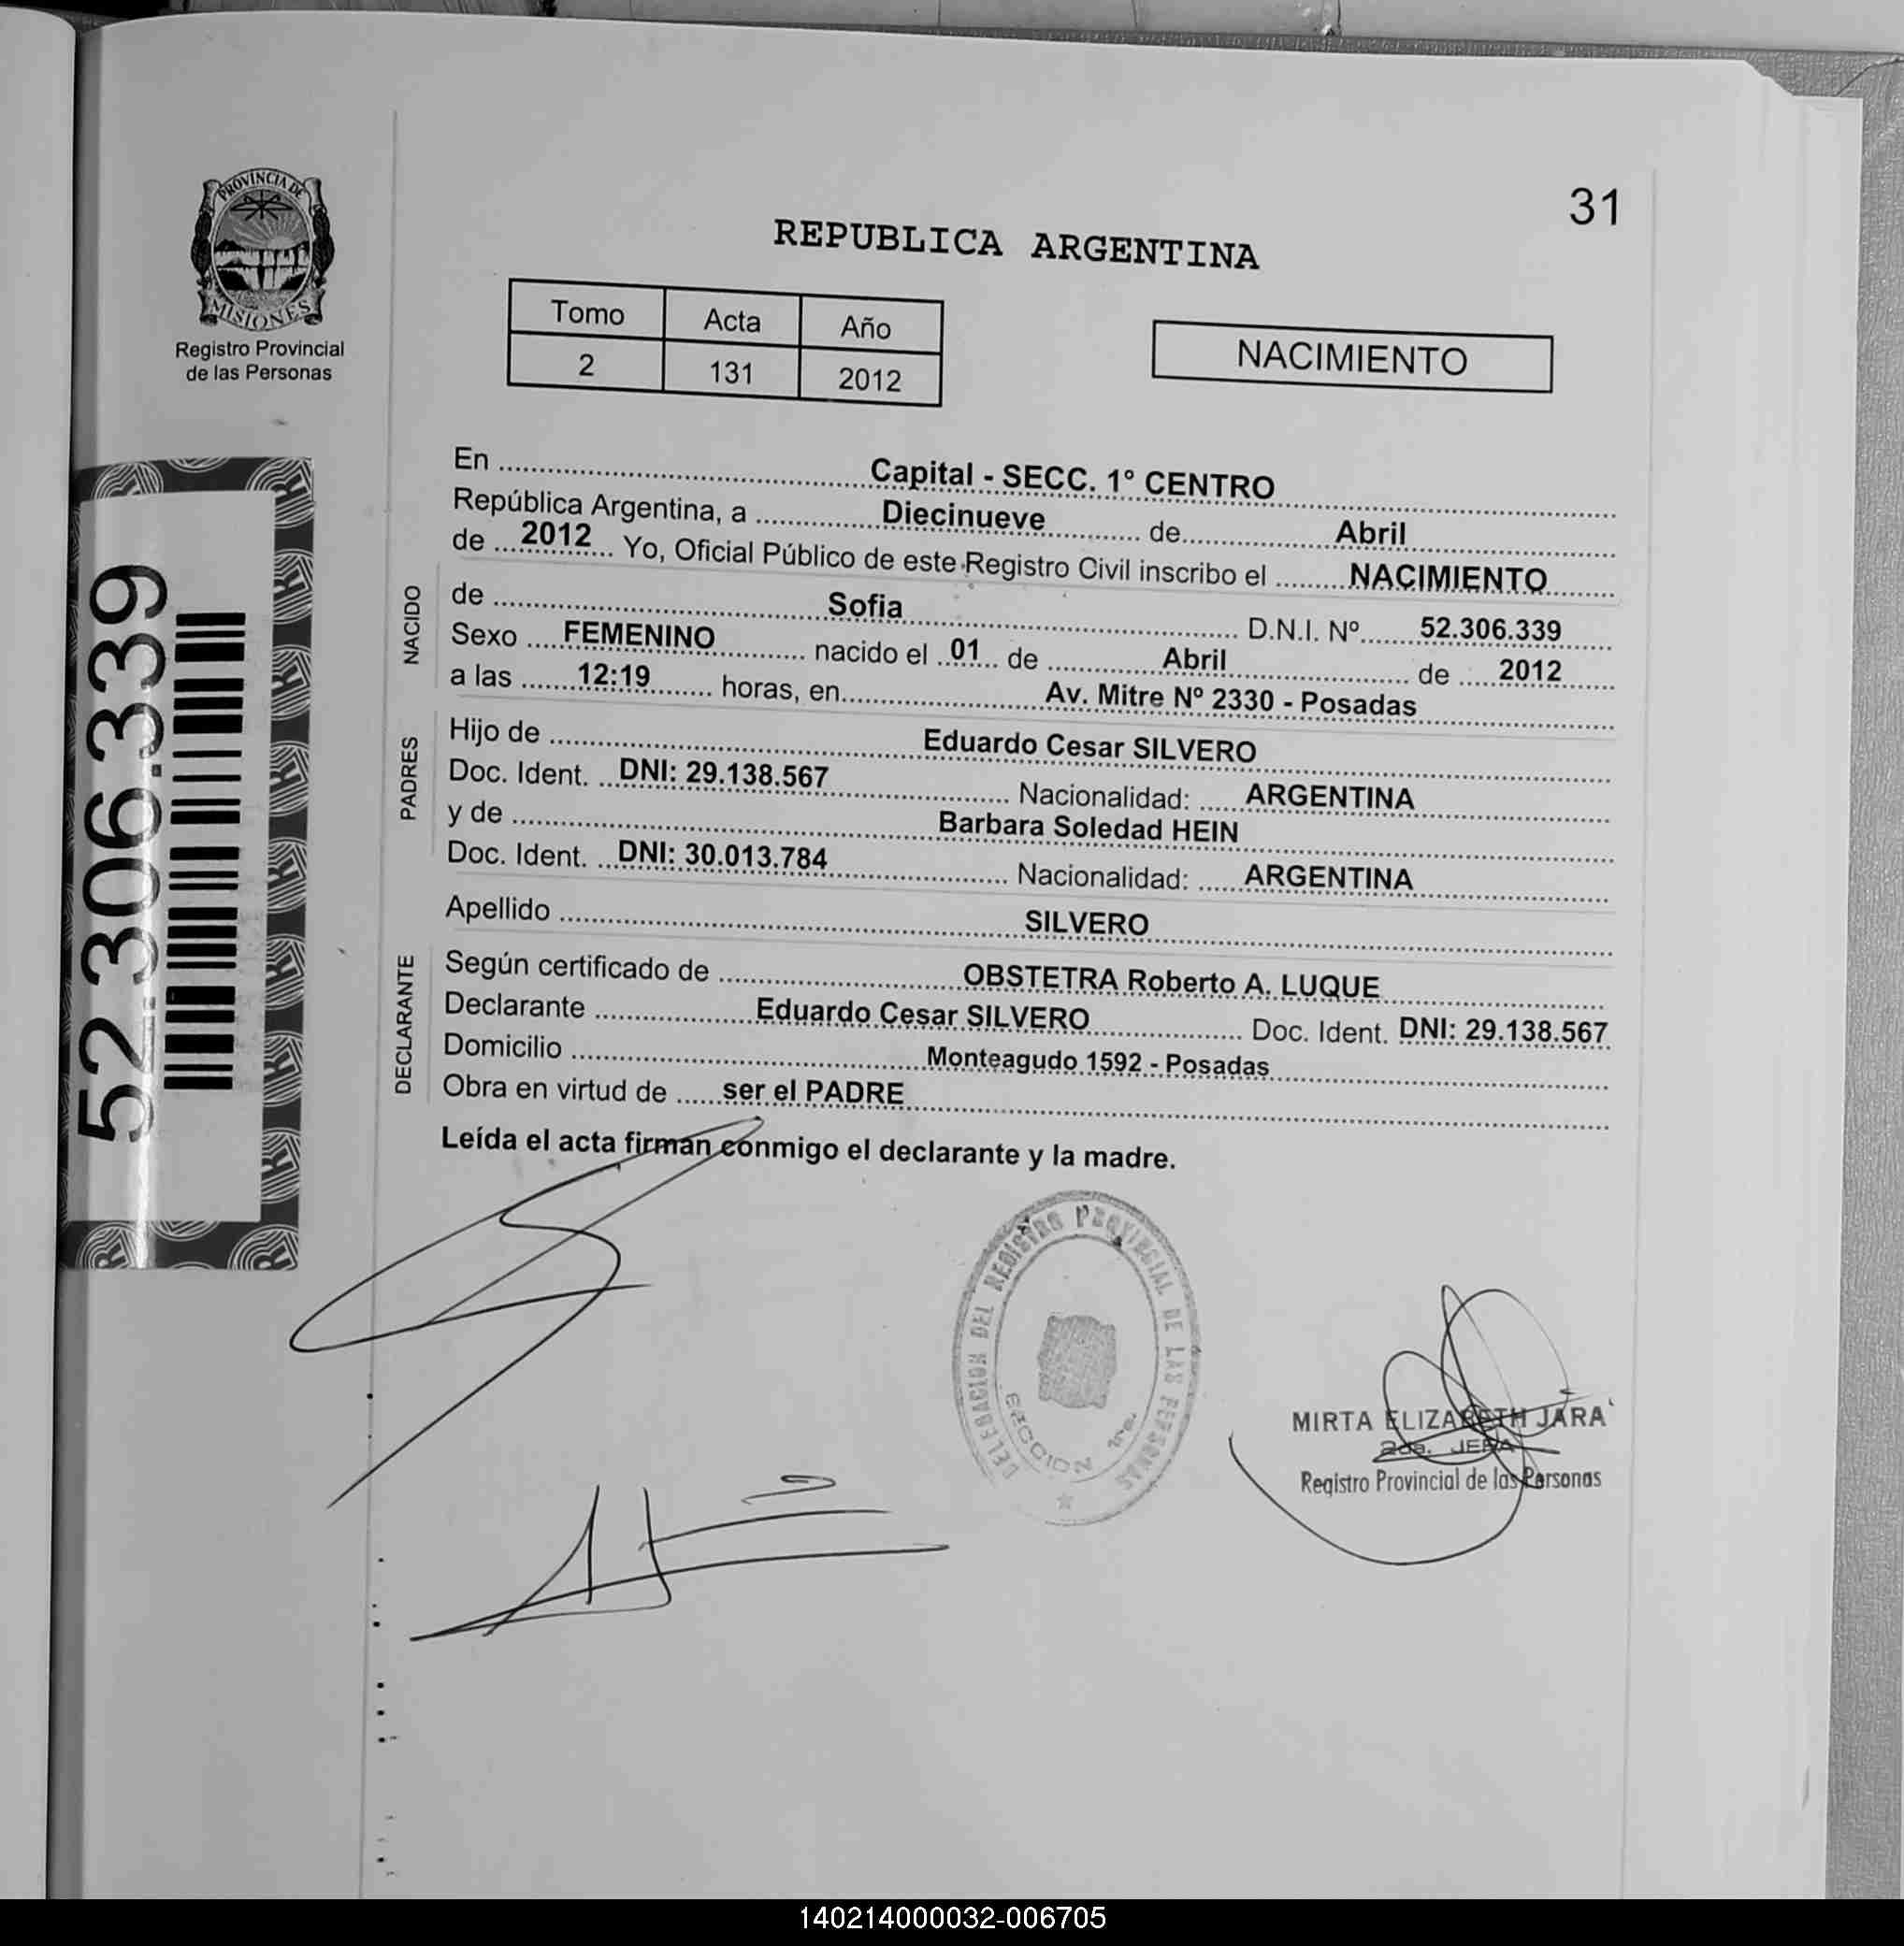 31
PROVINCIA DE
MISIONES
Registro Provincial
de las Personas
REPUBLICA ARGENTINA
Tomo Acta Año
2 131 2012
NACIMIENTO
52.306.339
En Capital - SECC. 1° CENTRO
República Argentina, a Diecinueve de Abril
de 2012 Yo, Oficial Público de este Registro Civil inscribo el NACIMIENTO
NACIDO
de Sofia D.N.I. Nº 52.306.339
Sexo FEMENINO nacido el 01 de Abril de 2012
a las 12:19 horas, en Av. Mitre Nº 2330 - Posadas
PADRES
Hijo de Eduardo Cesar SILVERO
Doc. Ident. DNI: 29.138.567 Nacionalidad: ARGENTINA
y de Barbara Soledad HEIN
Doc. Ident. DNI: 30.013.784 Nacionalidad: ARGENTINA
Apellido SILVERO
DECLARANTE
Según certificado de OBSTETRA Roberto A. LUQUE
Declarante Eduardo Cesar SILVERO Doc. Ident. DNI: 29.138.567
Domicilio Monteagudo 1592 - Posadas
Obra en virtud de ser el PADRE
Leída el acta firman conmigo el declarante y la madre.
DELEGACION DEL REGISTRO PROVINCIAL DE LAS PERSONAS
SECCION 1ra.
MIRTA ELIZABETH JARA
2da. JEFA
Registro Provincial de las Personas
140214000032-006705